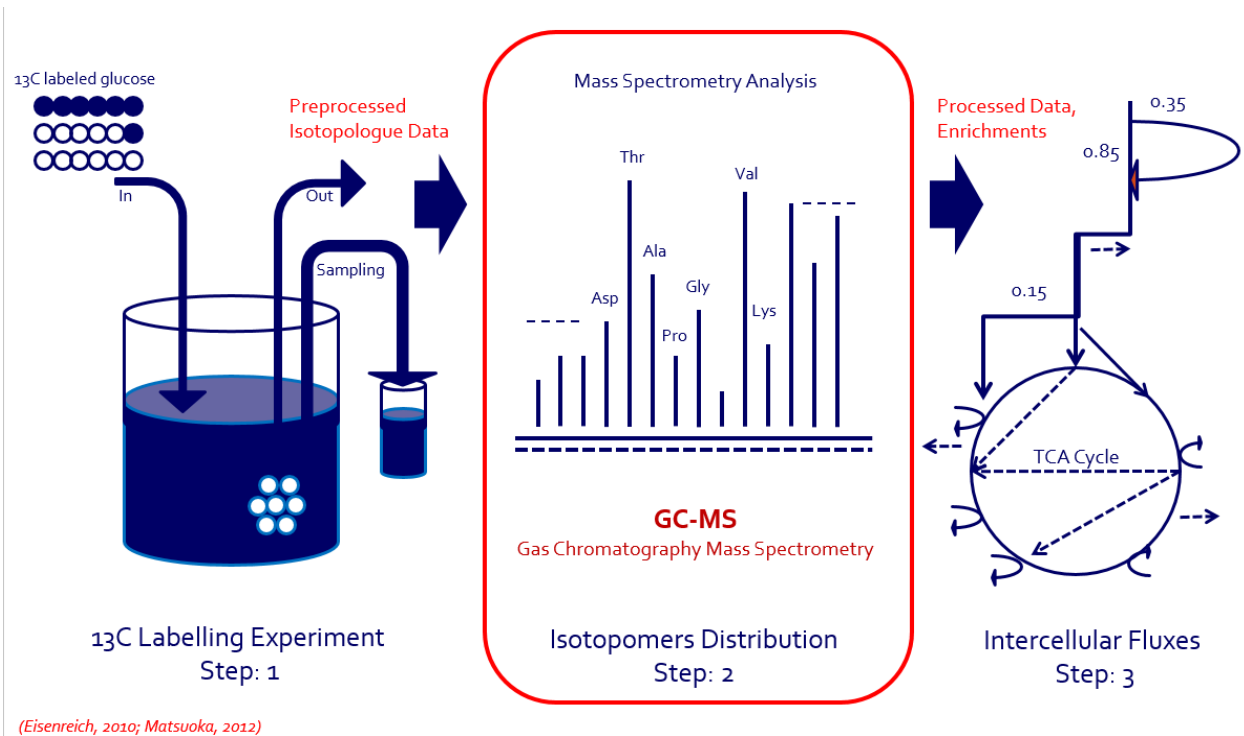 13C labeled glucose
In
Out
Sampling
13C Labelling Experiment
Step: 1
Preprocessed
Isotopologue Data
Mass Spectrometry Analysis
Thr
Val
Ala
Asp
Gly
Pro
Lys
GC-MS
Gas Chromatography Mass Spectrometry
Isotopomers Distribution
Step: 2
Processed Data,
Enrichments
0.35
0.85
0.15
TCA Cycle
Intercellular Fluxes
Step: 3
(Eisenreich, 2010; Matsuoka, 2012)